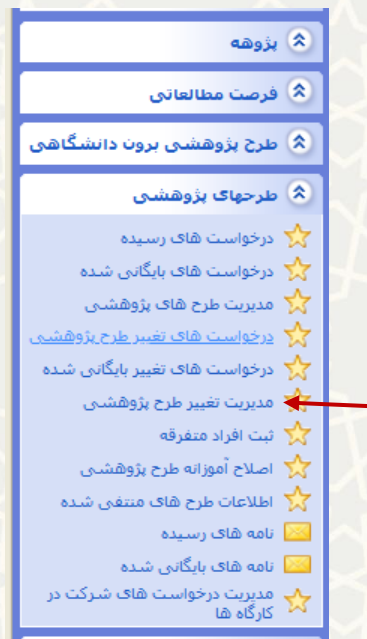 پژوهه
فرصت مطالعاتی
طرح پژوهشی برون دانشگاهی
طرحهای پژوهشی
درخواست های رسیده
درخواست های بایگانی شده
مدیریت طرح های پژوهشی
درخواست های تغییر طرح پژوهشی
درخواست های تغییر بایگانی شده
مدیریت تغییر طرح پژوهشی
ثبت افراد متفرقه
اصلاح آموزانه طرح پژوهشی
اطلاعات طرح های منتفی شده
نامه های رسیده
نامه های بایگانی شده
مدیریت درخواست های شرکت در
کارگاه ها